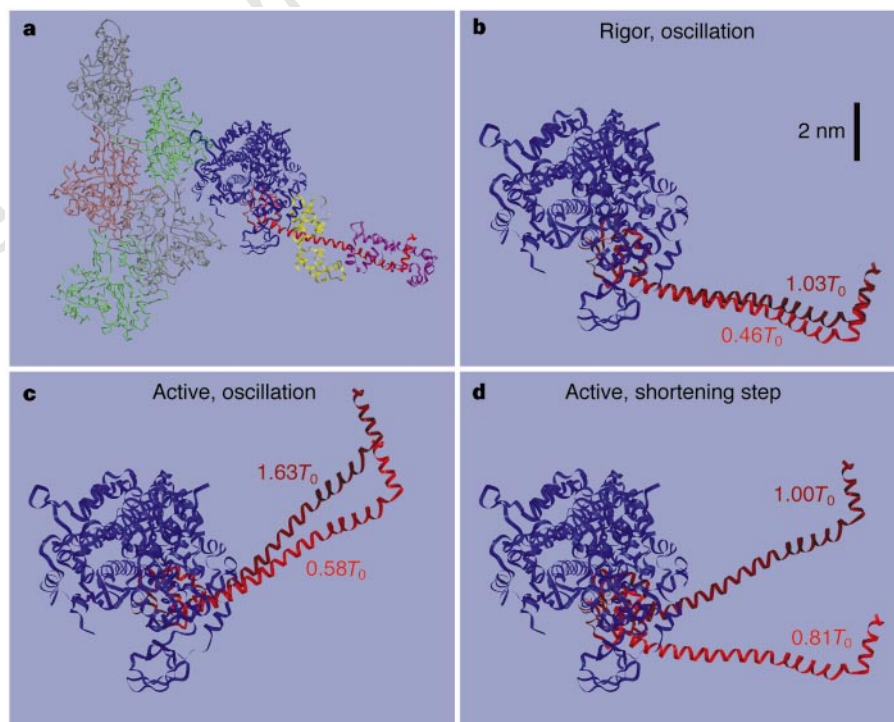 a
b Rigor, oscillation
2 nm
1.03T₀
0.46T₀
c Active, oscillation
1.63T₀
0.58T₀
d Active, shortening step
1.00T₀
0.81T₀